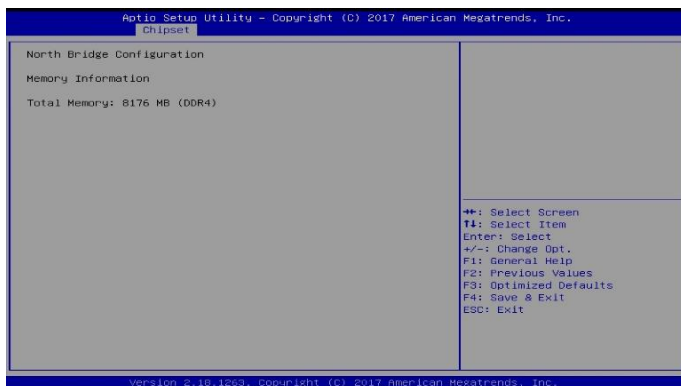 Aptio Setup Utility – Copyright (C) 2017 American Megatrends, Inc.
Chipset
North Bridge Configuration
Memory Information
Total Memory: 8176 MB (DDR4)
→←: Select Screen
↑↓: Select Item
Enter: Select
+/-: Change Opt.
F1: General Help
F2: Previous Values
F3: Optimized Defaults
F4: Save & Exit
ESC: Exit
Version 2.18.1263. Copyright (C) 2017 American Megatrends, Inc.